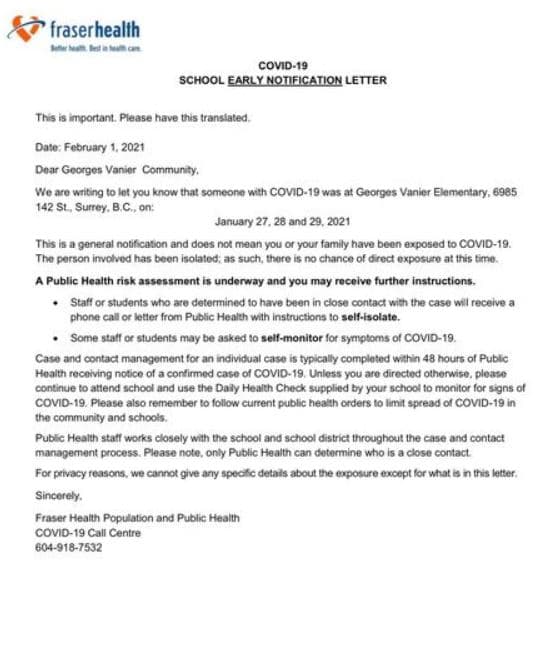 fraserhealth
Better health. Best in health care.
COVID-19
SCHOOL EARLY NOTIFICATION LETTER
This is important. Please have this translated.
Date: February 1, 2021
Dear Georges Vanier Community,
We are writing to let you know that someone with COVID-19 was at Georges Vanier Elementary, 6985
142 St., Surrey, B.C., on:
January 27, 28 and 29, 2021
This is a general notification and does not mean you or your family have been exposed to COVID-19.
The person involved has been isolated; as such, there is no chance of direct exposure at this time.
A Public Health risk assessment is underway and you may receive further instructions.
• Staff or students who are determined to have been in close contact with the case will receive a
phone call or letter from Public Health with instructions to self-isolate.
• Some staff or students may be asked to self-monitor for symptoms of COVID-19.
Case and contact management for an individual case is typically completed within 48 hours of Public
Health receiving notice of a confirmed case of COVID-19. Unless you are directed otherwise, please
continue to attend school and use the Daily Health Check supplied by your school to monitor for signs of
COVID-19. Please also remember to follow current public health orders to limit spread of COVID-19 in
the community and schools.
Public Health staff works closely with the school and school district throughout the case and contact
management process. Please note, only Public Health can determine who is a close contact.
For privacy reasons, we cannot give any specific details about the exposure except for what is in this letter.
Sincerely,
Fraser Health Population and Public Health
COVID-19 Call Centre
604-918-7532